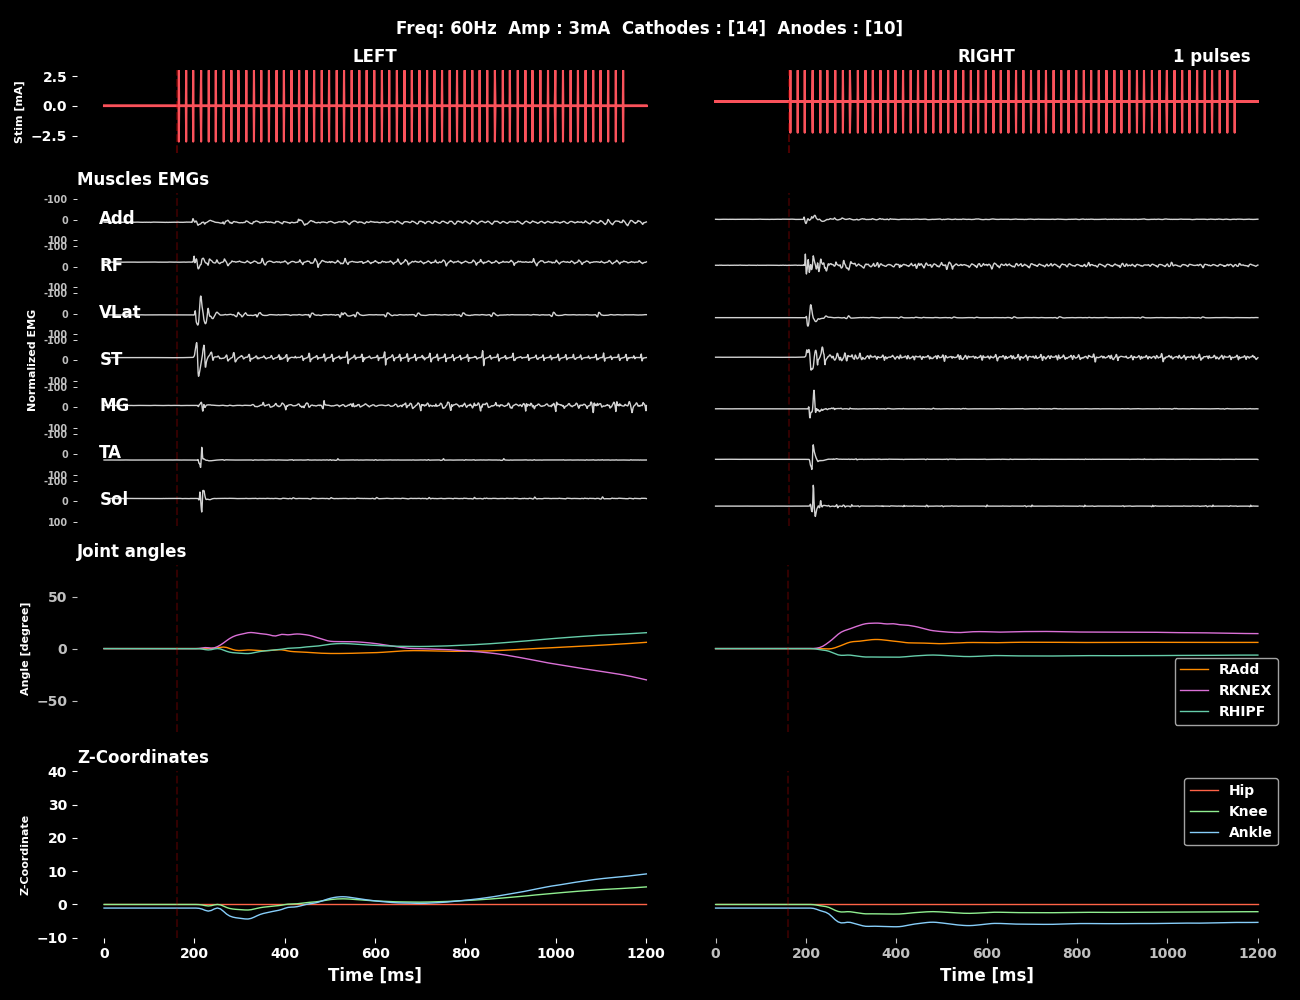 Freq: 60Hz  Amp : 3mA  Cathodes : [14]  Anodes : [10]
LEFT
RIGHT
1 pulses
Stim [mA]
2.5
0.0
−2.5
Muscles EMGs
Normalized EMG
-100
Add
0
100
-100
RF
0
100
-100
VLat
0
100
-100
ST
0
100
-100
MG
0
100
-100
TA
0
100
-100
Sol
0
100
Joint angles
Angle [degree]
50
0
−50
RAdd
RKNEX
RHIPF
Z-Coordinates
Z-Coordinate
40
30
20
10
0
−10
Hip
Knee
Ankle
0 200 400 600 800 1000 1200
0 200 400 600 800 1000 1200
Time [ms]
Time [ms]